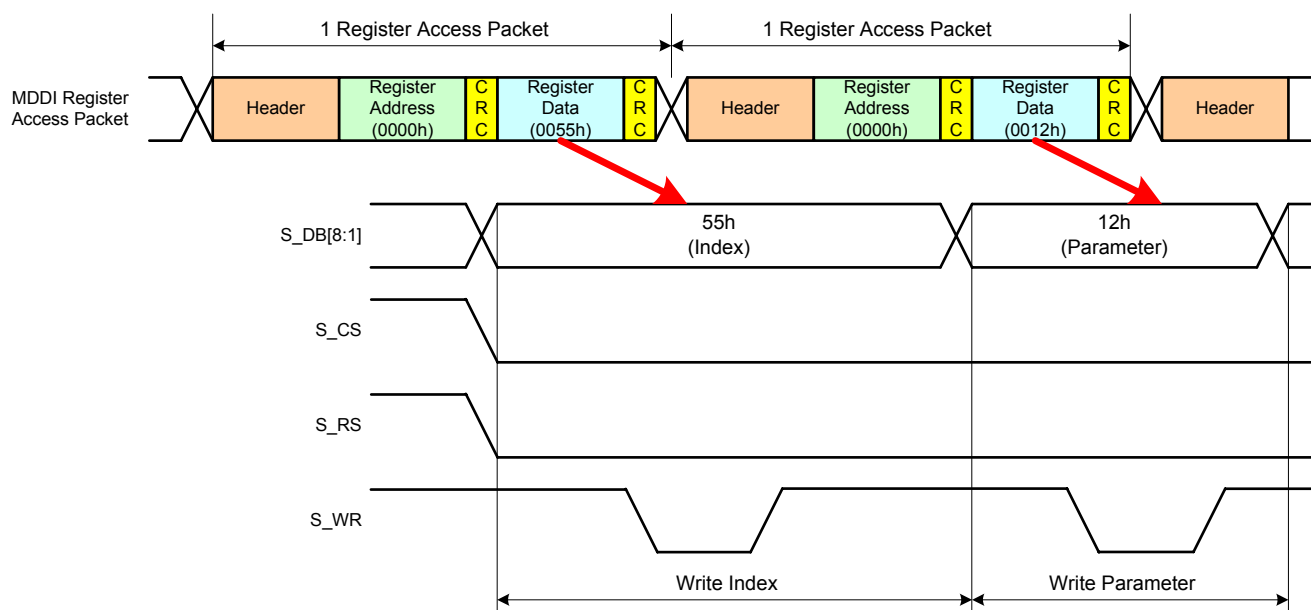 1 Register Access Packet
1 Register Access Packet
MDDI Register
Access Packet
Header
Register
Address
(0000h)
C
R
C
Register
Data
(0055h)
C
R
C
Header
Register
Address
(0000h)
C
R
C
Register
Data
(0012h)
C
R
C
Header
S_DB[8:1]
55h
(Index)
12h
(Parameter)
S_CS
S_RS
S_WR
Write Index
Write Parameter